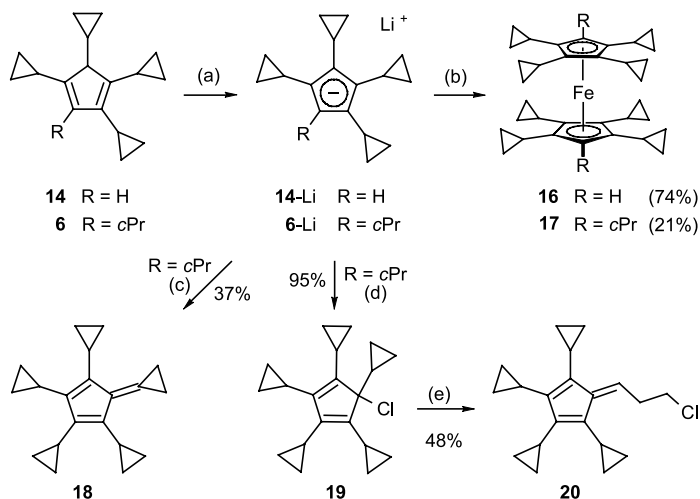 Li +
R
(a)
(b)
R
–
Fe
R
R
14 R = H
6 R = cPr
14-Li R = H
6-Li R = cPr
16 R = H (74%)
17 R = cPr (21%)
R = cPr
(c)
37%
95%
R = cPr
(d)
Cl
(e)
48%
Cl
18
19
20